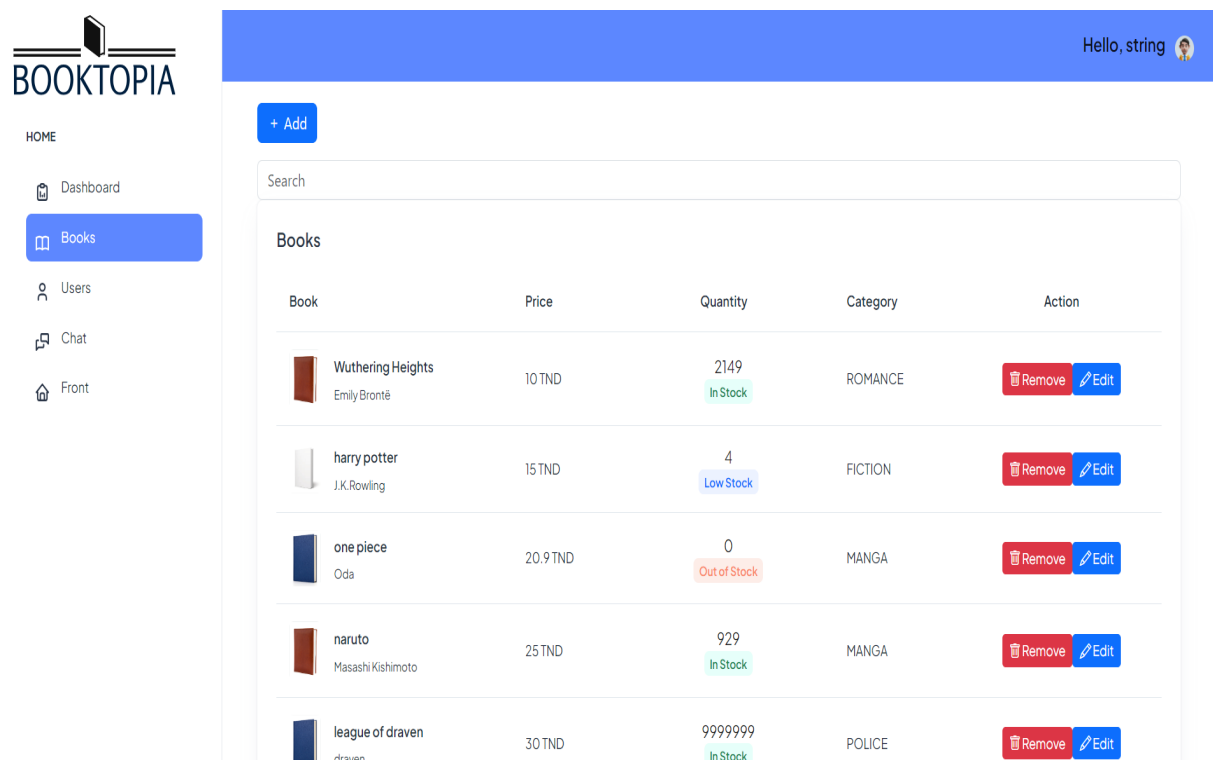 BOOKTOPIA
Hello, string
HOME
Dashboard
Books
Users
Chat
Front
+ Add
Search
Books
Book Price Quantity Category Action
Wuthering Heights
Emily Brontë
10 TND
2149
In Stock
ROMANCE
Remove Edit
harry potter
J.K.Rowling
15 TND
4
Low Stock
FICTION
Remove Edit
one piece
Oda
20.9 TND
0
Out of Stock
MANGA
Remove Edit
naruto
Masashi Kishimoto
25 TND
929
In Stock
MANGA
Remove Edit
league of draven
draven
30 TND
9999999
In Stock
POLICE
Remove Edit